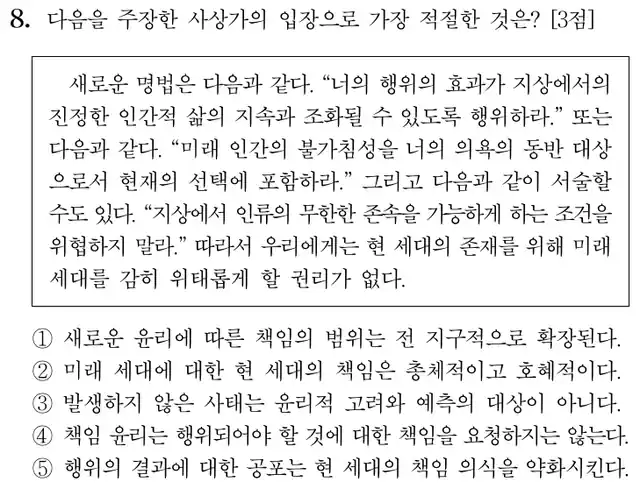 8. 다음을 주장한 사상가의 입장으로 가장 적절한 것은? [3점]
새로운 명법은 다음과 같다. “너의 행위의 효과가 지상에서의
진정한 인간적 삶의 지속과 조화될 수 있도록 행위하라.” 또는
다음과 같다. “미래 인간의 불가침성을 너의 의욕의 동반 대상
으로서 현재의 선택에 포함하라.” 그리고 다음과 같이 서술할
수도 있다. “지상에서 인류의 무한한 존속을 가능하게 하는 조건을
위협하지 말라.” 따라서 우리에게는 현 세대의 존재를 위해 미래
세대를 감히 위태롭게 할 권리가 없다.
① 새로운 윤리에 따른 책임의 범위는 전 지구적으로 확장된다.
② 미래 세대에 대한 현 세대의 책임은 총체적이고 호혜적이다.
③ 발생하지 않은 사태는 윤리적 고려와 예측의 대상이 아니다.
④ 책임 윤리는 행위되어야 할 것에 대한 책임을 요청하지는 않는다.
⑤ 행위의 결과에 대한 공포는 현 세대의 책임 의식을 약화시킨다.